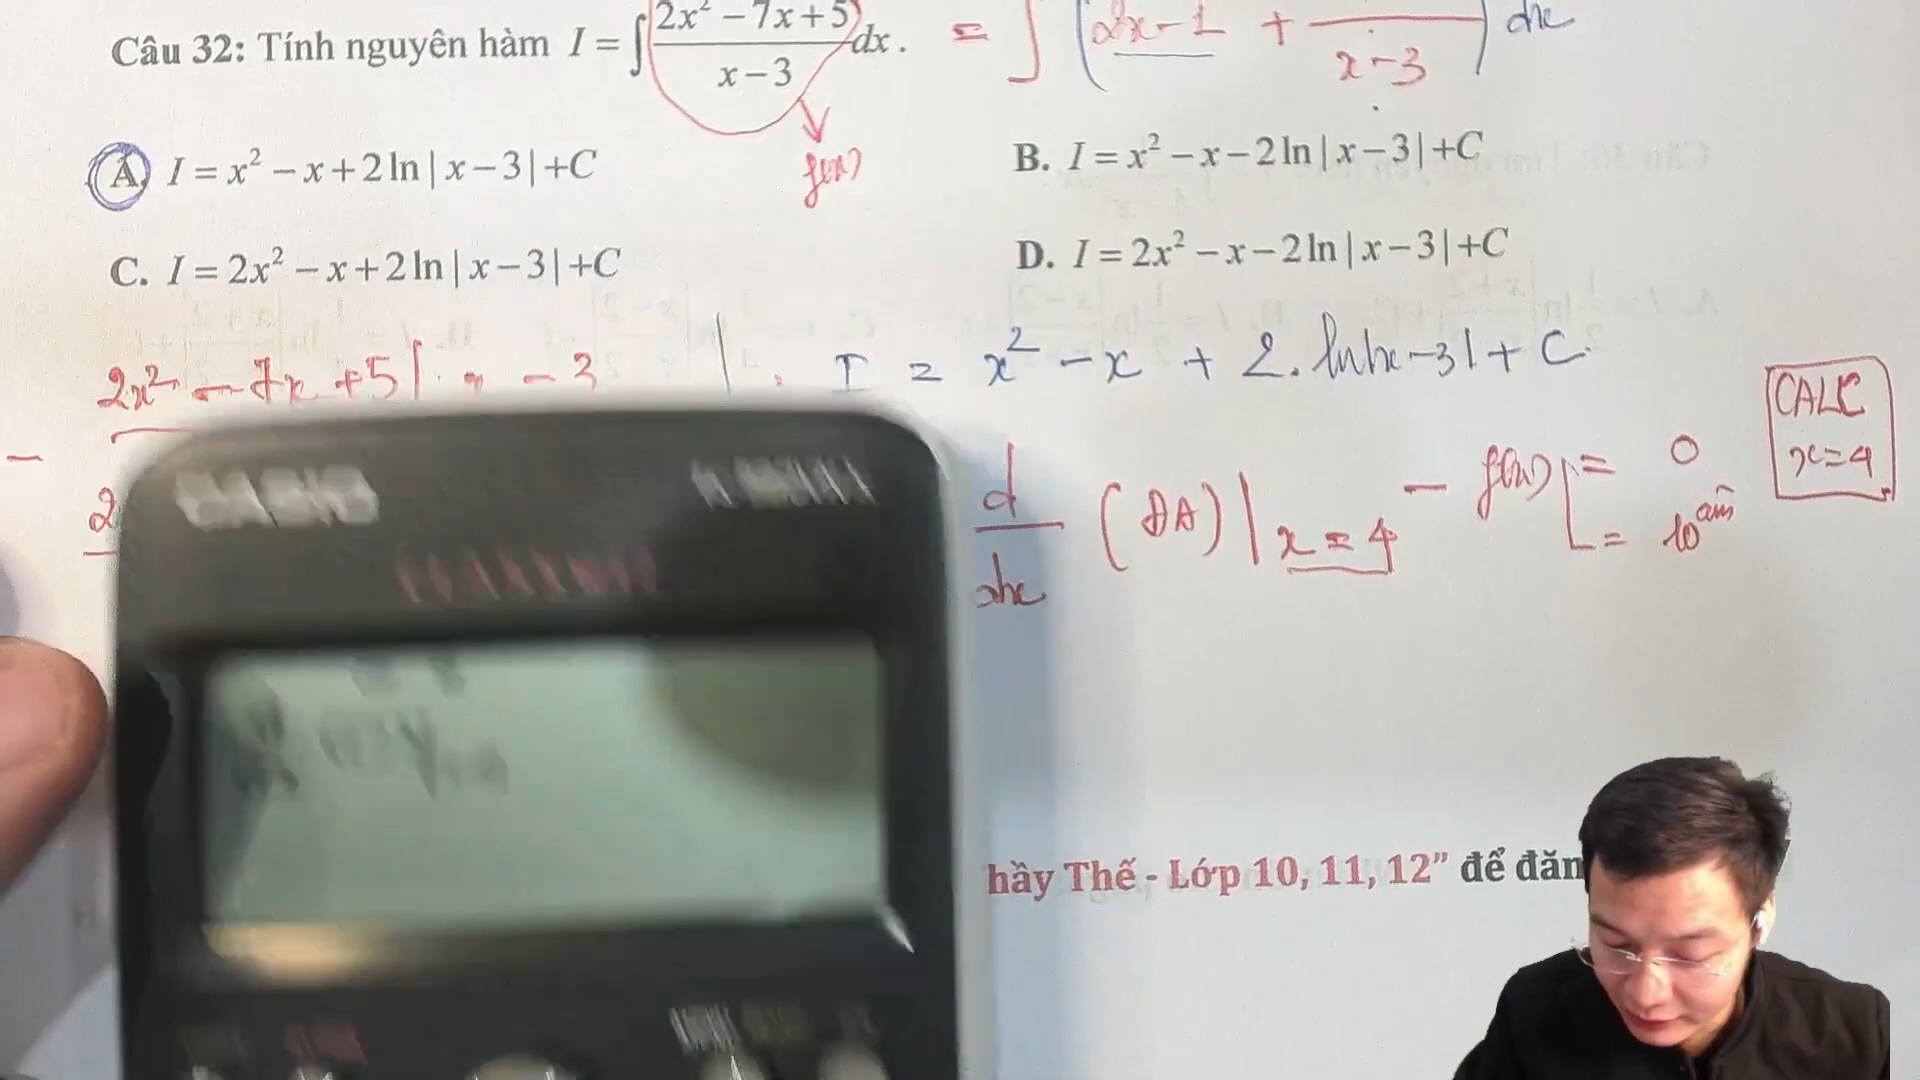 Câu 32: Tính nguyên hàm I = ∫ (2x² − 7x + 5)/(x − 3) dx. = ∫ (2x − 1 + /(x − 3)) dx
f(x)
A. I = x² − x + 2 ln|x − 3| + C
B. I = x² − x − 2 ln|x − 3| + C
C. I = 2x² − x + 2 ln|x − 3| + C
D. I = 2x² − x − 2 ln|x − 3| + C
2x² − 7x + 5 | − 3
I = x² − x + 2. ln|x − 3| + C.
− 2
d/dx (ĐA)|x = 4 − f(x) [ = 0
= 10^âm
CALC
x = 4
CASIO
hầy Thế - Lớp 10, 11, 12” để đăn